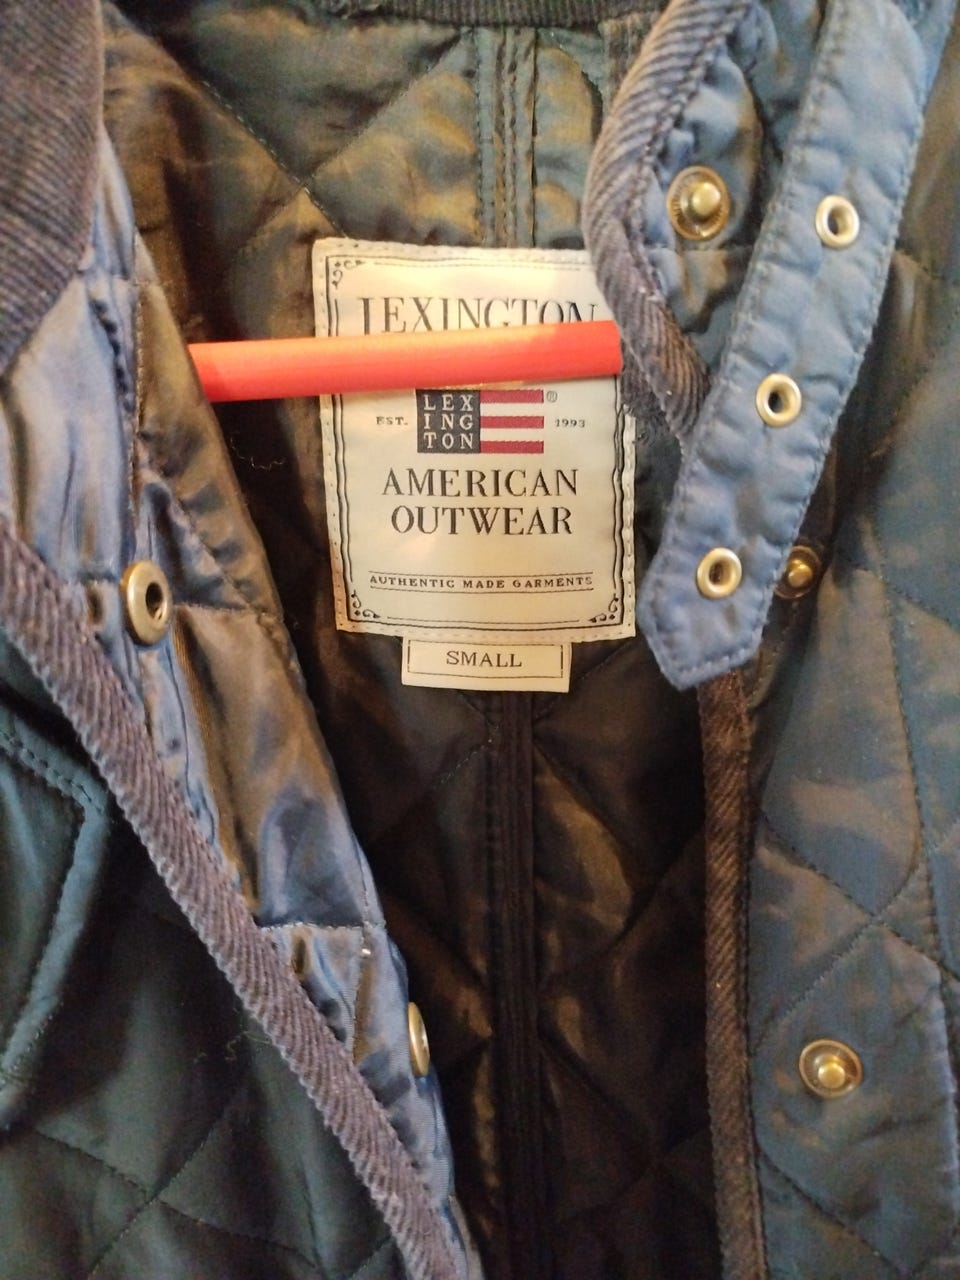 LEXINGTON
LEX
ING
TON
®
EST.
1993
AMERICAN
OUTWEAR
AUTHENTIC MADE GARMENTS
SMALL